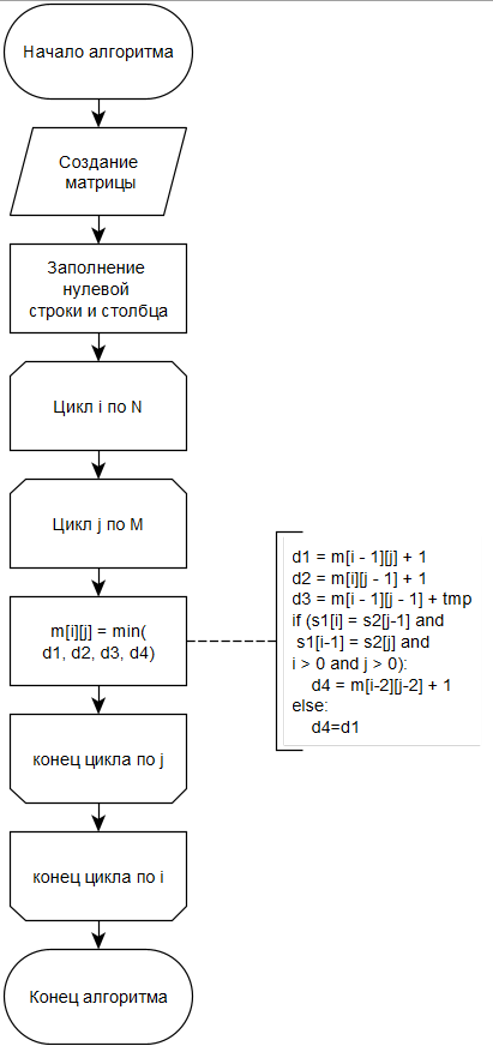 Начало алгоритма
Создание
матрицы
Заполнение
нулевой
строки и столбца
Цикл i по N
Цикл j по M
m[i][j] = min(
d1, d2, d3, d4)
d1 = m[i - 1][j] + 1
d2 = m[i][j - 1] + 1
d3 = m[i - 1][j - 1] + tmp
if (s1[i] = s2[j-1] and
s1[i-1] = s2[j] and
i > 0 and j > 0):
d4 = m[i-2][j-2] + 1
else:
d4=d1
конец цикла по j
конец цикла по i
Конец алгоритма